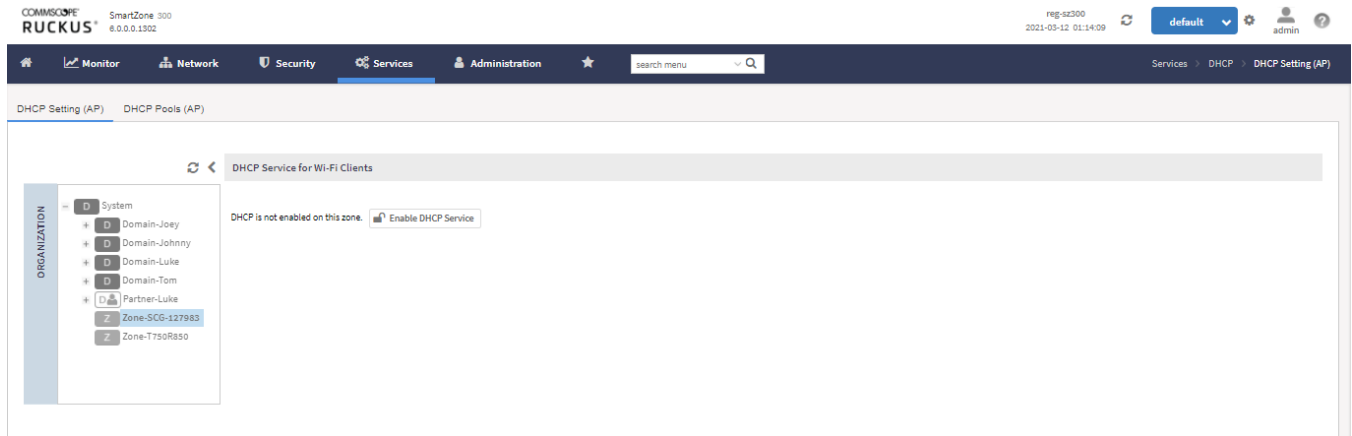 COMMSCOPE
RUCKUS®
SmartZone 300
6.0.0.0.1302
reg-sz300
2021-03-12 01:14:09
default
admin
Monitor
Network
Security
Services
Administration
search menu
Services > DHCP > DHCP Setting (AP)
DHCP Setting (AP)
DHCP Pools (AP)
DHCP Service for Wi-Fi Clients
ORGANIZATION
D System
D Domain-Joey
D Domain-Johnny
D Domain-Luke
D Domain-Tom
D Partner-Luke
Z Zone-SCG-127983
Z Zone-T750R850
DHCP is not enabled on this zone.
Enable DHCP Service